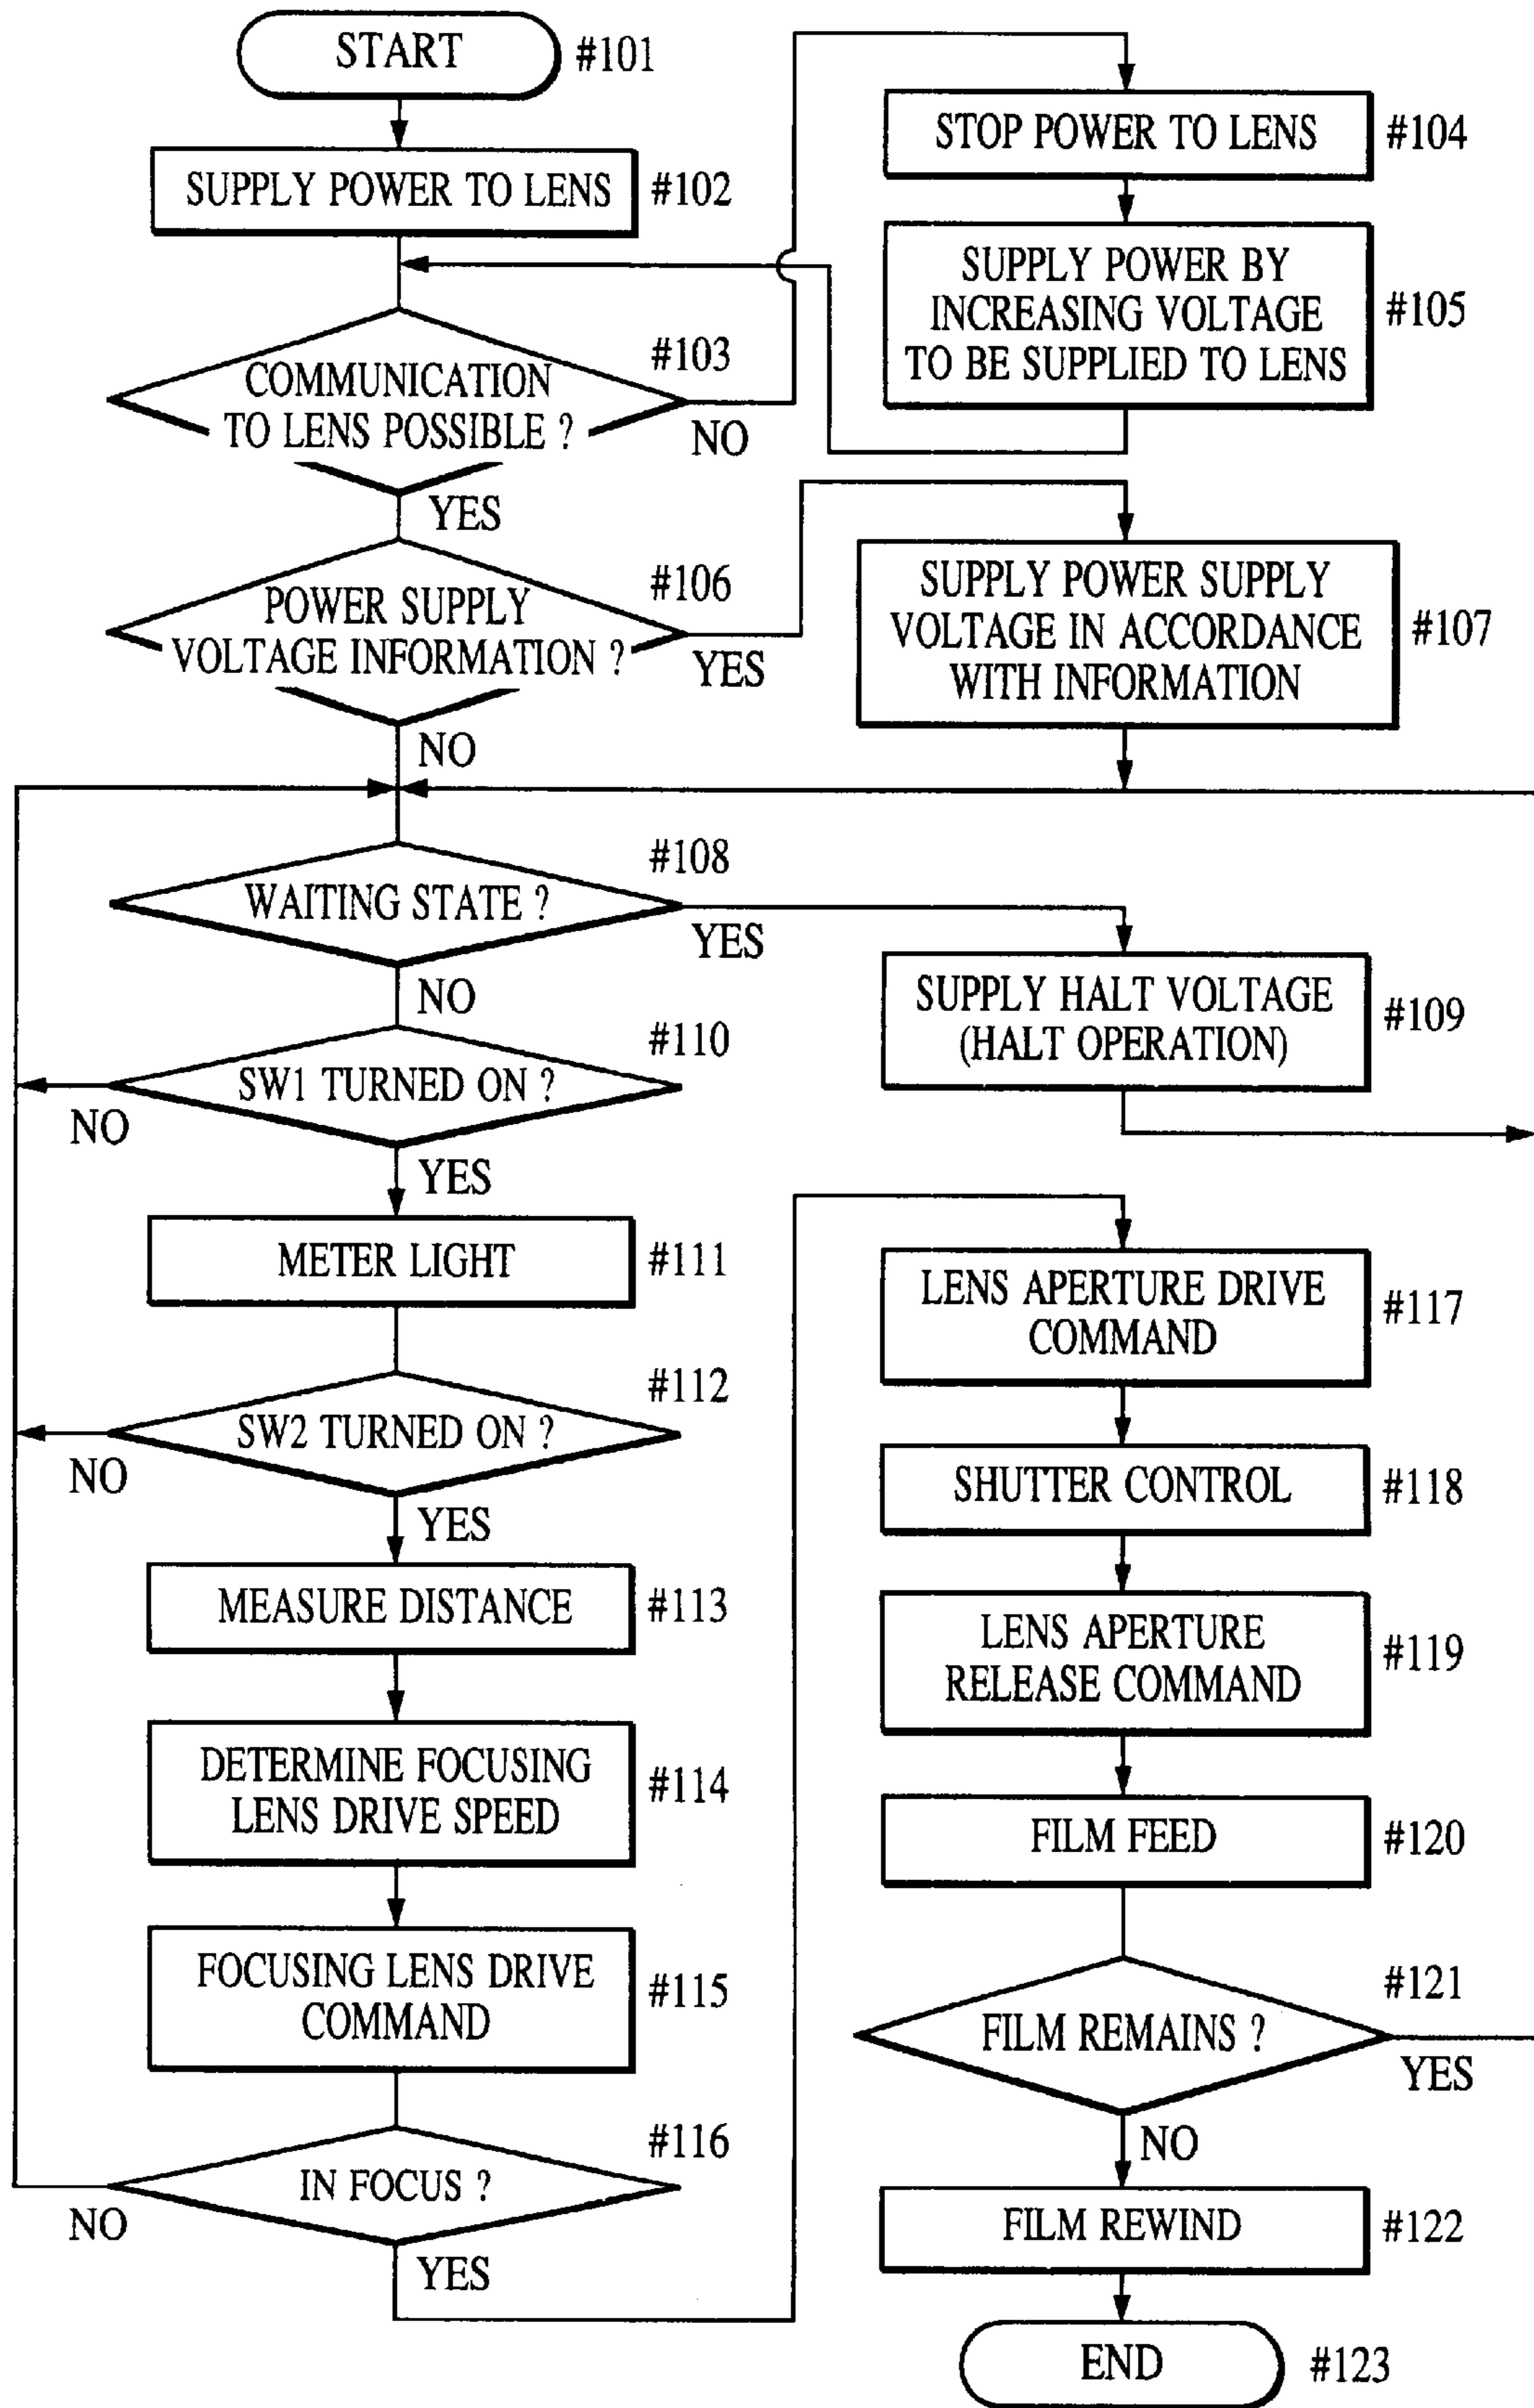 START
#101
SUPPLY POWER TO LENS
#102
COMMUNICATION
TO LENS POSSIBLE ?
#103
NO
YES
STOP POWER TO LENS
#104
SUPPLY POWER BY
INCREASING VOLTAGE
TO BE SUPPLIED TO LENS
#105
POWER SUPPLY
VOLTAGE INFORMATION ?
#106
YES
NO
SUPPLY POWER SUPPLY
VOLTAGE IN ACCORDANCE
WITH INFORMATION
#107
WAITING STATE ?
#108
YES
NO
SUPPLY HALT VOLTAGE
(HALT OPERATION)
#109
SW1 TURNED ON ?
#110
NO
YES
METER LIGHT
#111
SW2 TURNED ON ?
#112
NO
YES
MEASURE DISTANCE
#113
DETERMINE FOCUSING
LENS DRIVE SPEED
#114
FOCUSING LENS DRIVE
COMMAND
#115
IN FOCUS ?
#116
NO
YES
LENS APERTURE DRIVE
COMMAND
#117
SHUTTER CONTROL
#118
LENS APERTURE
RELEASE COMMAND
#119
FILM FEED
#120
FILM REMAINS ?
#121
YES
NO
FILM REWIND
#122
END
#123